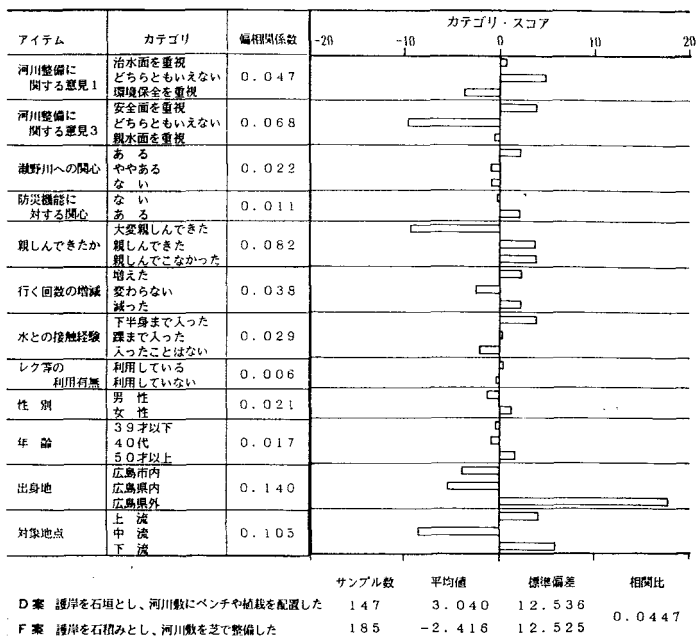 カテゴリ・スコア
アイテム カテゴリ 偏相関係数 -20 -10 0 10 20
河川整備に関する意見1 0.047
治水面を重視
どちらともいえない
環境保全を重視
河川整備に関する意見3 0.068
安全面を重視
どちらともいえない
親水面を重視
瀬野川への関心 0.022
ある
ややある
ない
防災機能に対する関心 0.011
ない
ある
親しんできたか 0.082
大変親しんできた
親しんできた
親しんでこなかった
行く回数の増減 0.038
増えた
変わらない
減った
水との接触経験 0.029
下半身まで入った
踝まで入った
入ったことはない
レク等の利用有無 0.006
利用している
利用していない
性別 0.021
男性
女性
年齢 0.017
39才以下
40代
50才以上
出身地 0.140
広島市内
広島県内
広島県外
対象地点 0.105
上流
中流
下流
サンプル数 平均値 標準偏差 相関比
D案 護岸を石垣とし、河川敷にベンチや植栽を配置した 147 3.040 12.536
0.0447
F案 護岸を石積みとし、河川敷を芝で整備した 185 -2.416 12.525